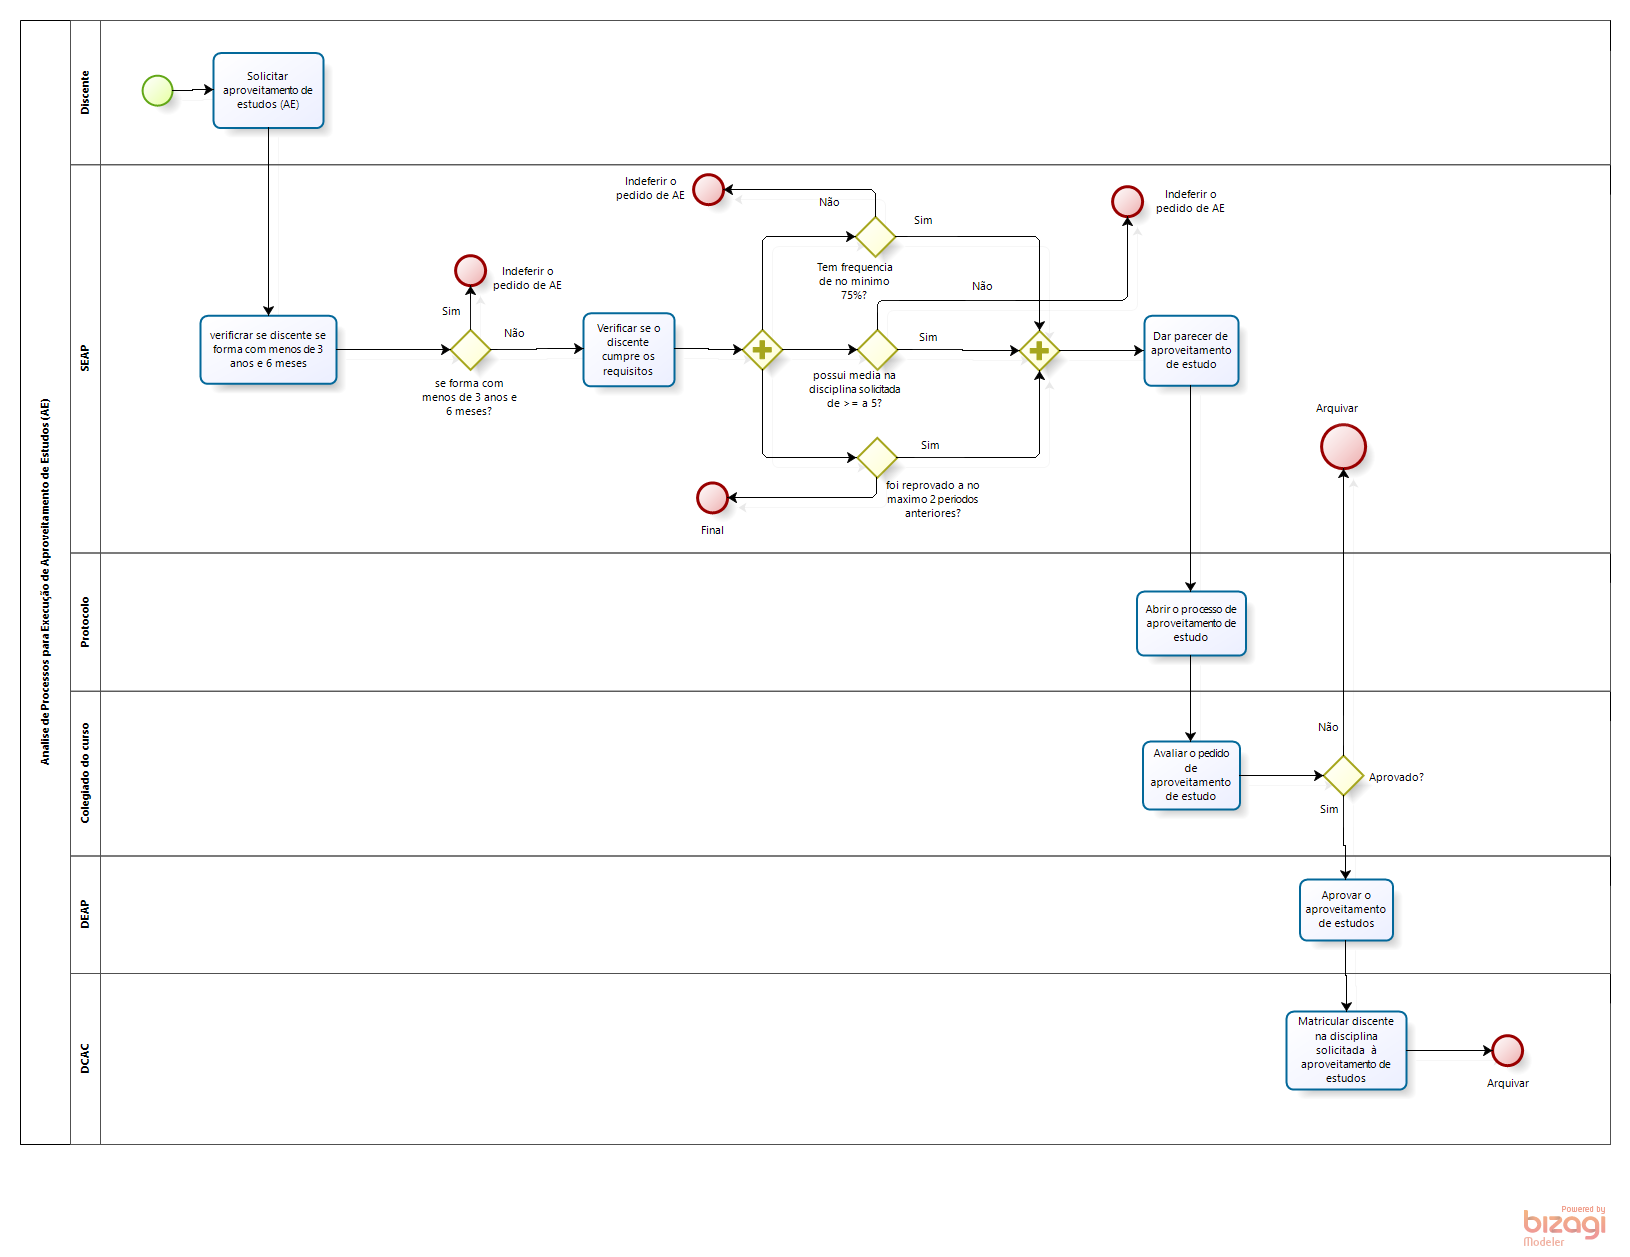 Analise de Processos para Execução de Aproveitamento de Estudos (AE)
Discente
Solicitar
aproveitamento de
estudos (AE)
SEAP
verificrar se discente se
forma com menos de 3
anos e 6 meses
Indeferir o
pedido de AE
Sim
Não
se forma com
menos de 3 anos e
6 meses?
Verificar se o
discente
cumpre os
requisitos
Indeferir o
pedido de AE
Não
Sim
Tem frequencia
de no minimo
75%?
Não
Indeferir o
pedido de AE
Sim
possui media na
disciplina solicitada
de >= a 5?
Sim
foi reprovado a no
maximo 2 periodos
anteriores?
Final
Dar parecer de
aproveitamento
de estudo
Arquivar
Protocolo
Abrir o processo de
aproveitamento de
estudo
Colegiado do curso
Avaliar o pedido
de
aproveitamento
de estudo
Não
Aprovado?
Sim
DEAP
Aprovar o
aproveitamento
de estudos
DCAC
Matricular discente
na disciplina
solicitada à
aproveitamento de
estudos
Arquivar
Powered by
bizagi
Modeler